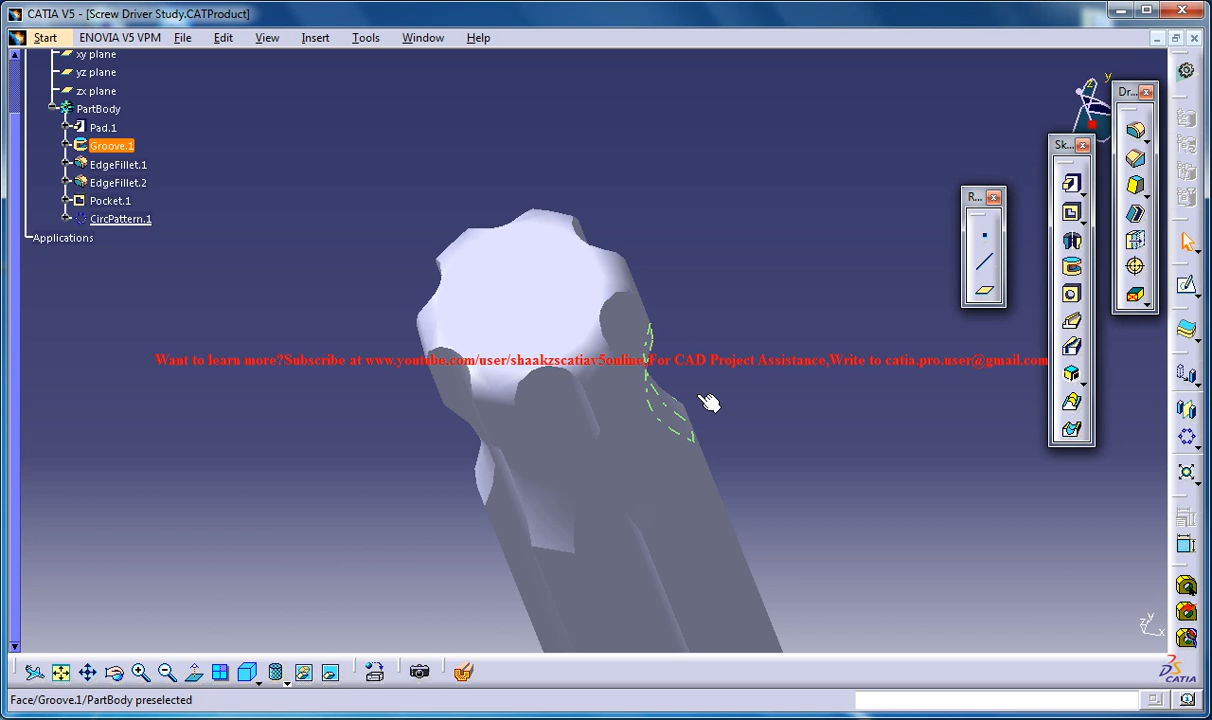 CATIA V5 - [Screw Driver Study.CATProduct]
Start ENOVIA V5 VPM File Edit View Insert Tools Window Help
xy plane
yz plane
zx plane
PartBody
Pad.1
Groove.1
EdgeFillet.1
EdgeFillet.2
Pocket.1
CircPattern.1
Applications
y
Dr...
Sk...
R...
Want to learn more?Subscribe at www.youtube.com/user/shaakzscatiav5online.For CAD Project Assistance,Write to catia.pro.user@gmail.com
y
z x
CATIA
Face/Groove.1/PartBody preselected